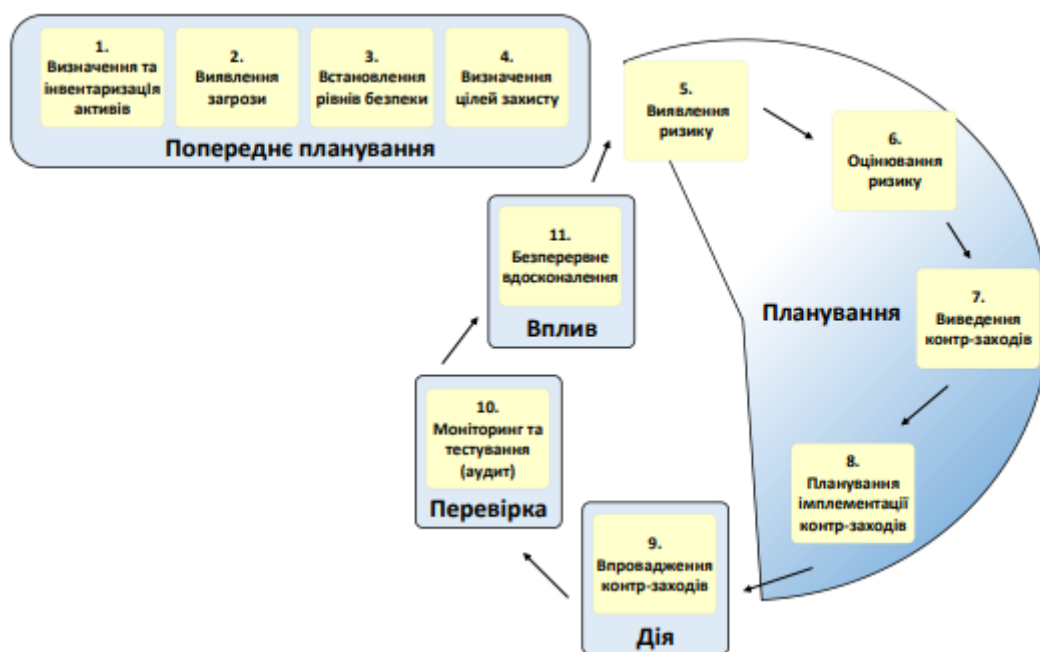 1.
Визначення та
інвентаризація
активів
2.
Виявлення
загрози
3.
Встановлення
рівнів безпеки
4.
Визначення
цілей захисту
Попереднє планування
5.
Виявлення
ризику
6.
Оцінювання
ризику
7.
Виведення
контр-заходів
Планування
8.
Планування
імплементації
контр-заходів
9.
Впровадження
контр-заходів
Дія
10.
Моніторинг та
тестування
(аудит)
Перевірка
11.
Безперервне
вдосконалення
Вплив